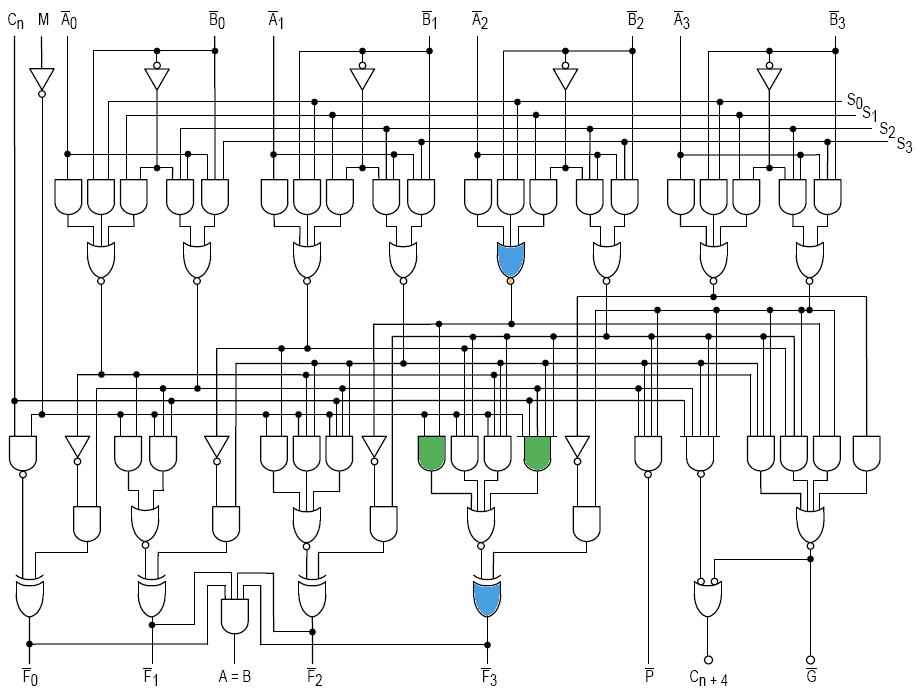 Cn M A̅0 B̅0 A̅1 B̅1 A̅2 B̅2 A̅3 B̅3
S0
S1
S2
S3
F̅0 F̅1 A = B F̅2 F̅3 P̅ Cn + 4 G̅